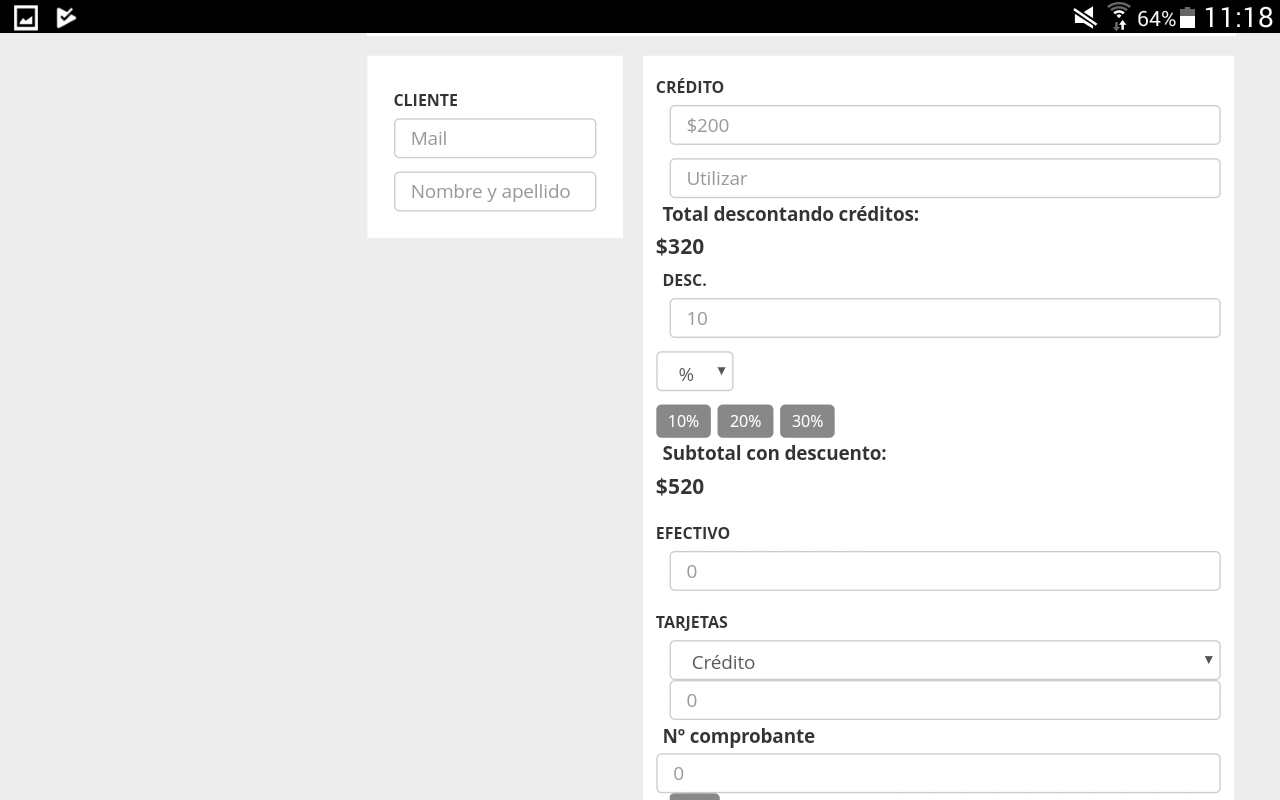 64% 11:18
CLIENTE
Mail
Nombre y apellido
CRÉDITO
$200
Utilizar
Total descontando créditos:
$320
DESC.
10
%
10% 20% 30%
Subtotal con descuento:
$520
EFECTIVO
0
TARJETAS
Crédito
0
Nº comprobante
0